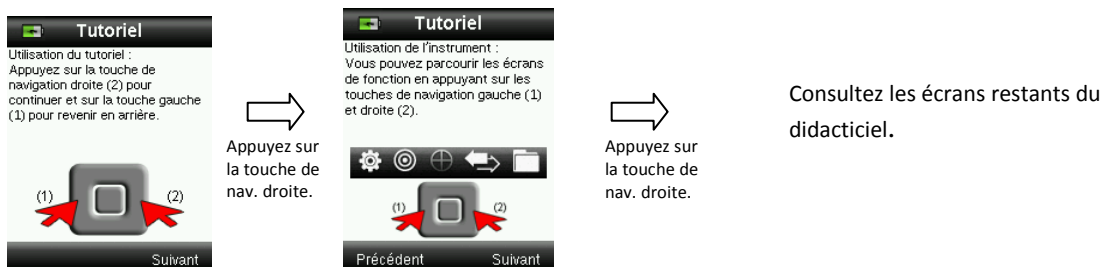 Tutoriel
Utilisation du tutoriel :
Appuyez sur la touche de
navigation droite (2) pour
continuer et sur la touche gauche
(1) pour revenir en arrière.
(1)
(2)
Suivant
Appuyez sur
la touche de
nav. droite.
Tutoriel
Utilisation de l'instrument :
Vous pouvez parcourir les écrans
de fonction en appuyant sur les
touches de navigation gauche (1)
et droite (2).
(1)
(2)
Précédent Suivant
Appuyez sur
la touche de
nav. droite.
Consultez les écrans restants du
didacticiel.